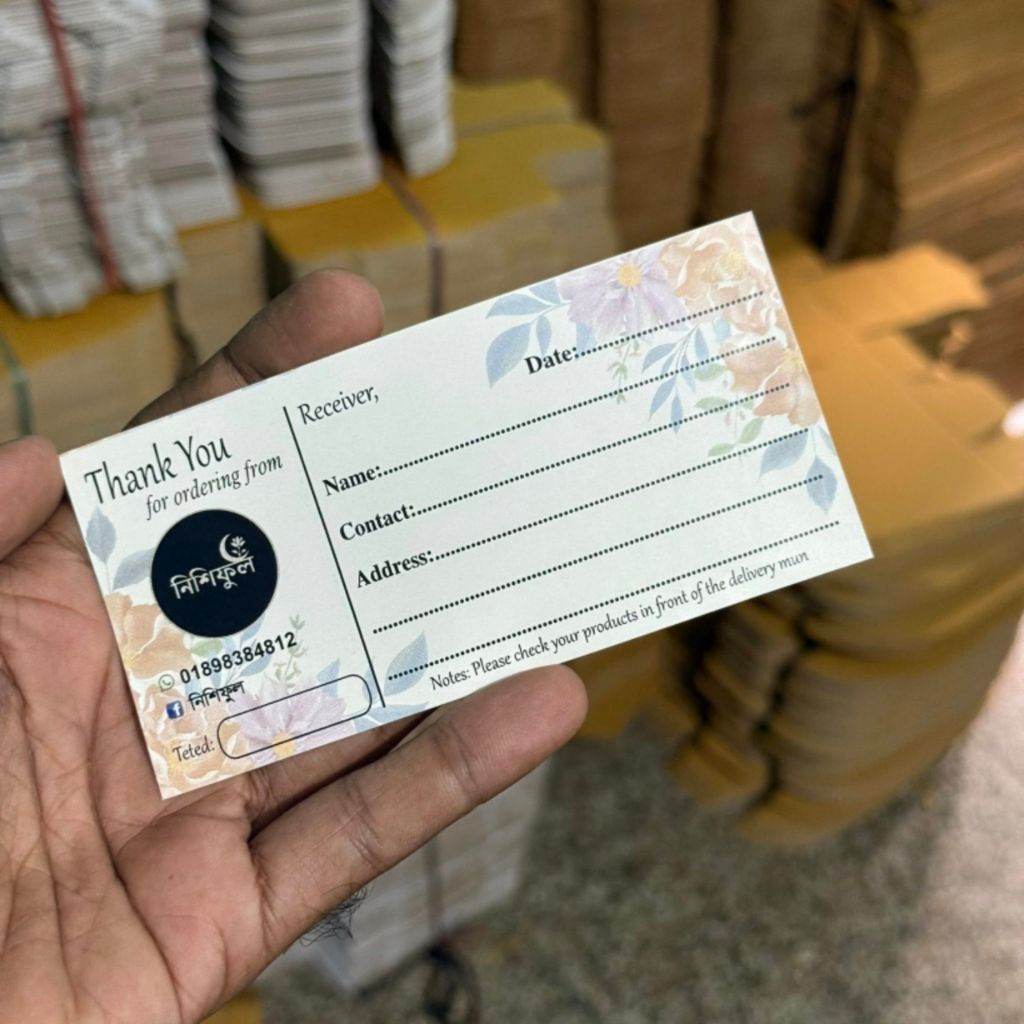 Thank You
for ordering from
নিশিফুল
01898384812
নিশিফুল
Teted:
Receiver,
Date:
Name:
Contact:
Address:
Notes: Please check your products in front of the delivery mun